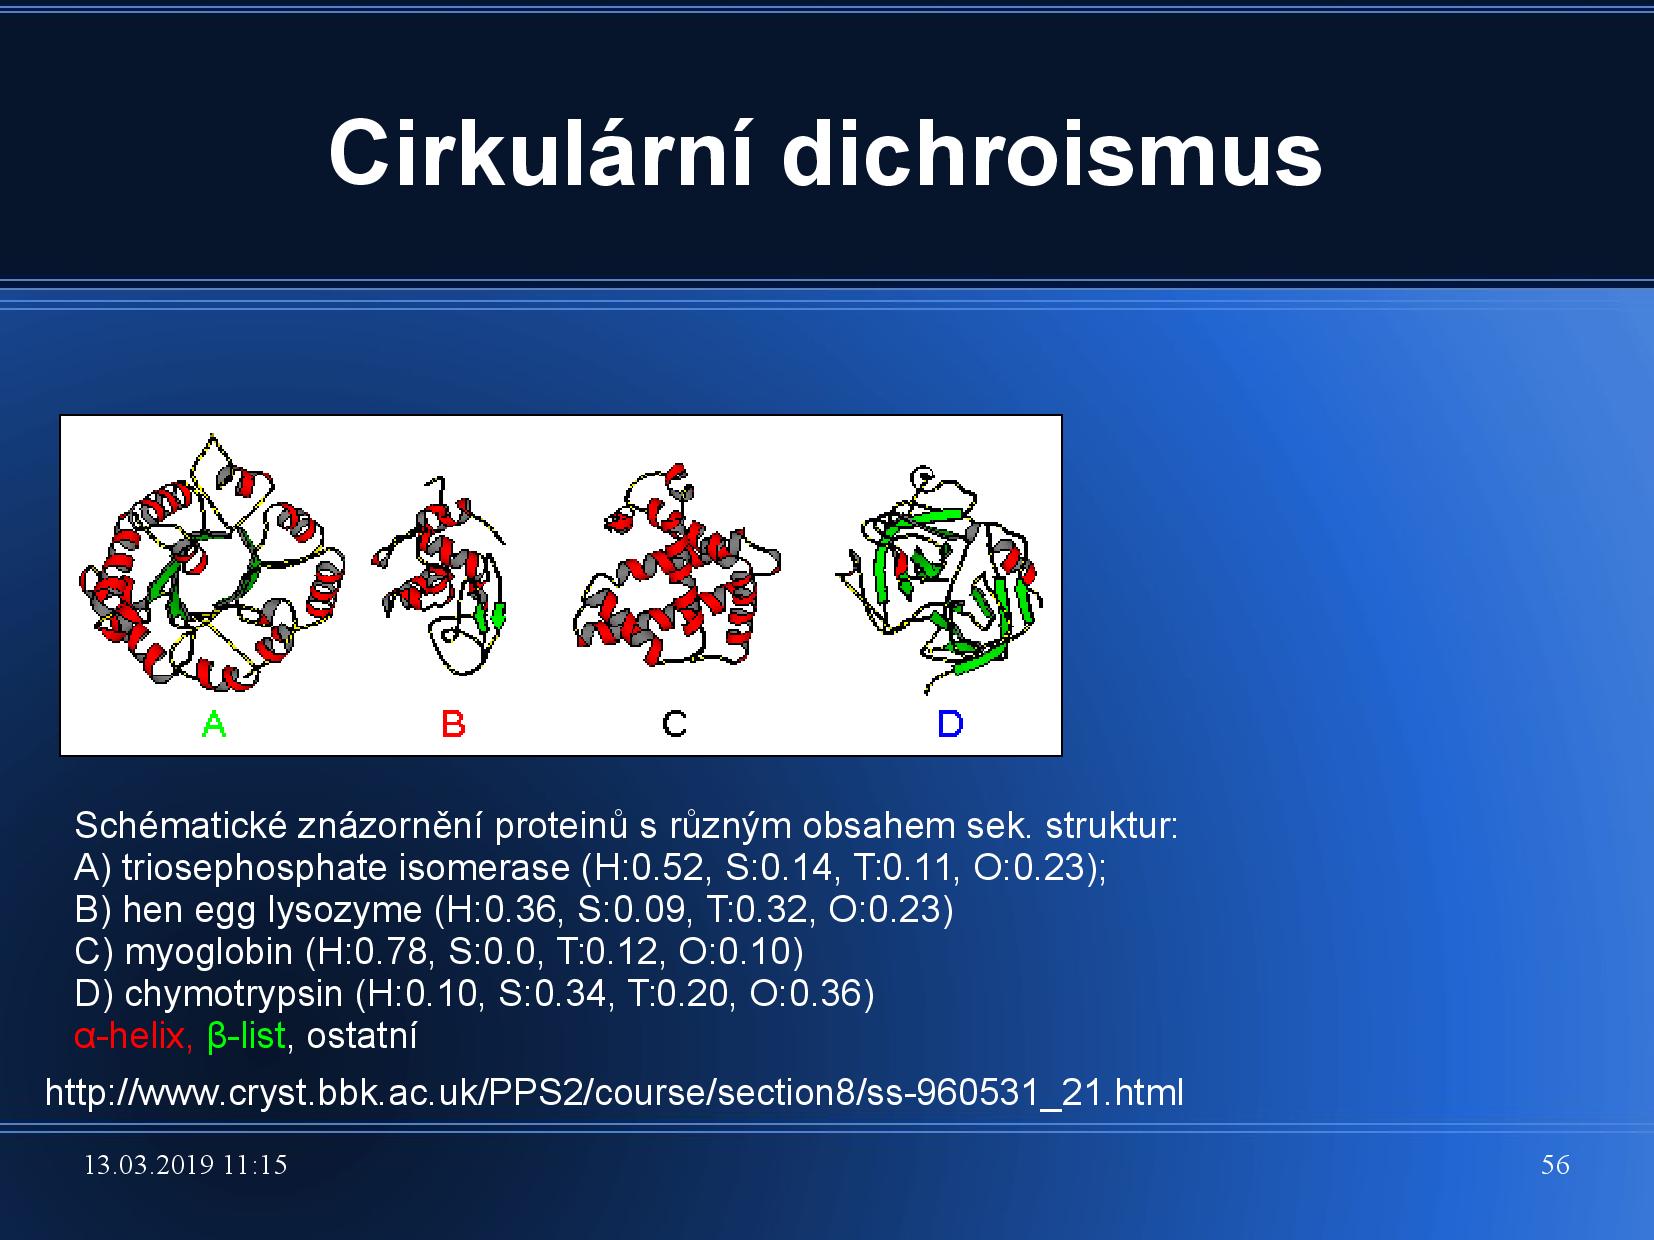 Cirkulární dichroismus
A B C D
Schématické znázornění proteinů s různým obsahem sek. struktur:
A) triosephosphate isomerase (H:0.52, S:0.14, T:0.11, O:0.23);
B) hen egg lysozyme (H:0.36, S:0.09, T:0.32, O:0.23)
C) myoglobin (H:0.78, S:0.0, T:0.12, O:0.10)
D) chymotrypsin (H:0.10, S:0.34, T:0.20, O:0.36)
α-helix, β-list, ostatní
http://www.cryst.bbk.ac.uk/PPS2/course/section8/ss-960531_21.html
13.03.2019 11:15 56